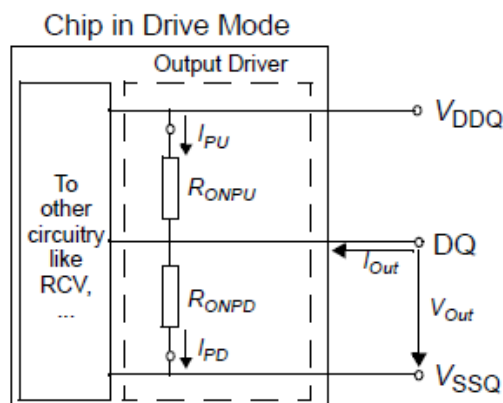 Chip in Drive Mode
Output Driver
VDDQ
IPU
RONPU
To
other
circuitry
like
RCV,
...
DQ
IOut
RONPD
VOut
IPD
VSSQ